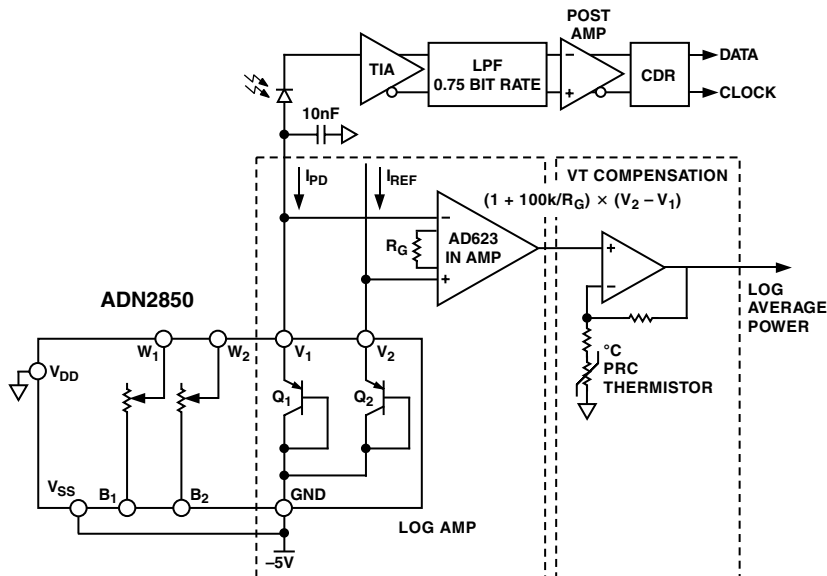 POST
AMP
TIA
LPF
0.75 BIT RATE
−
+
CDR
DATA
CLOCK
10nF
I_PD
I_REF
VT COMPENSATION
(1 + 100k/R_G) × (V_2 – V_1)
−
R_G
AD623
IN AMP
+
+
−
LOG
AVERAGE
POWER
°C
PRC
THERMISTOR
ADN2850
W_1
W_2
V_1
V_2
V_DD
Q_1
Q_2
V_SS
B_1
B_2
GND
LOG AMP
–5V